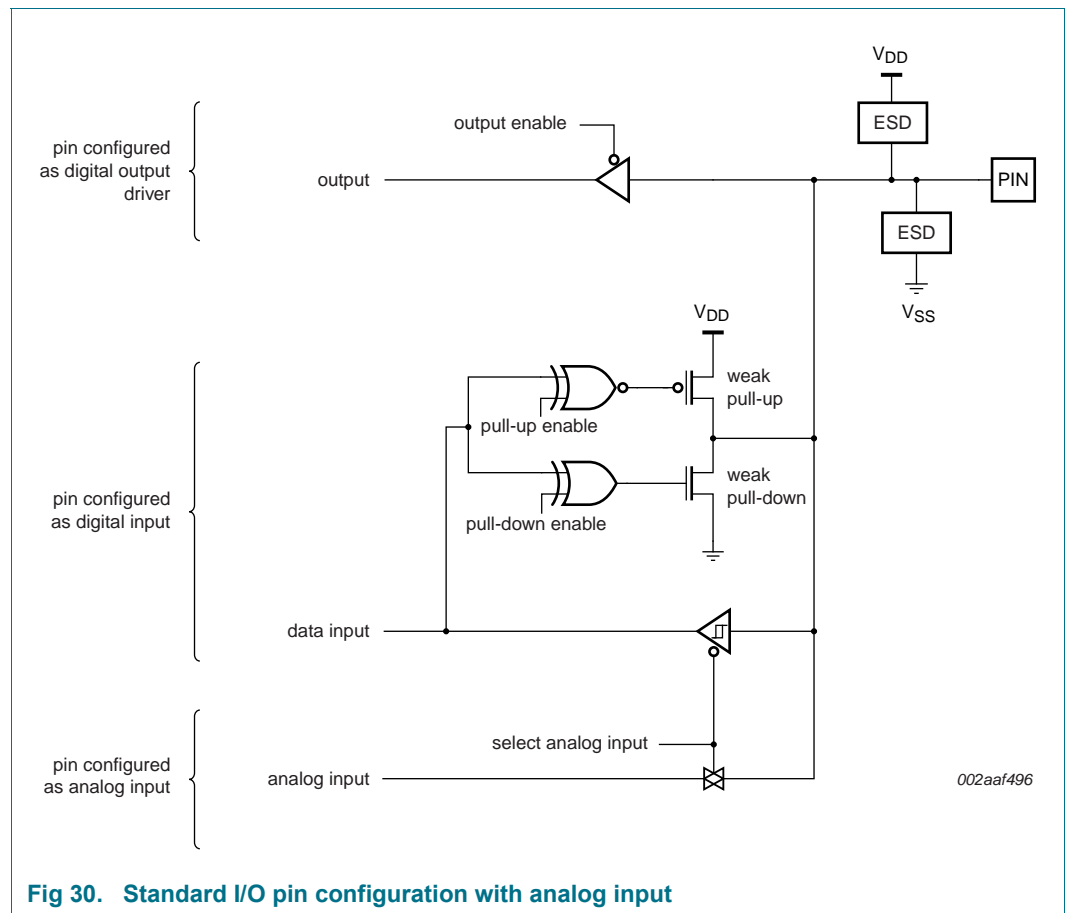 VDD
ESD
output enable
pin configured
as digital output
driver
output
PIN
ESD
VSS
VDD
weak
pull-up
pull-up enable
pin configured
as digital input
weak
pull-down
pull-down enable
data input
select analog input
pin configured
as analog input
analog input
002aaf496
Fig 30. Standard I/O pin configuration with analog input